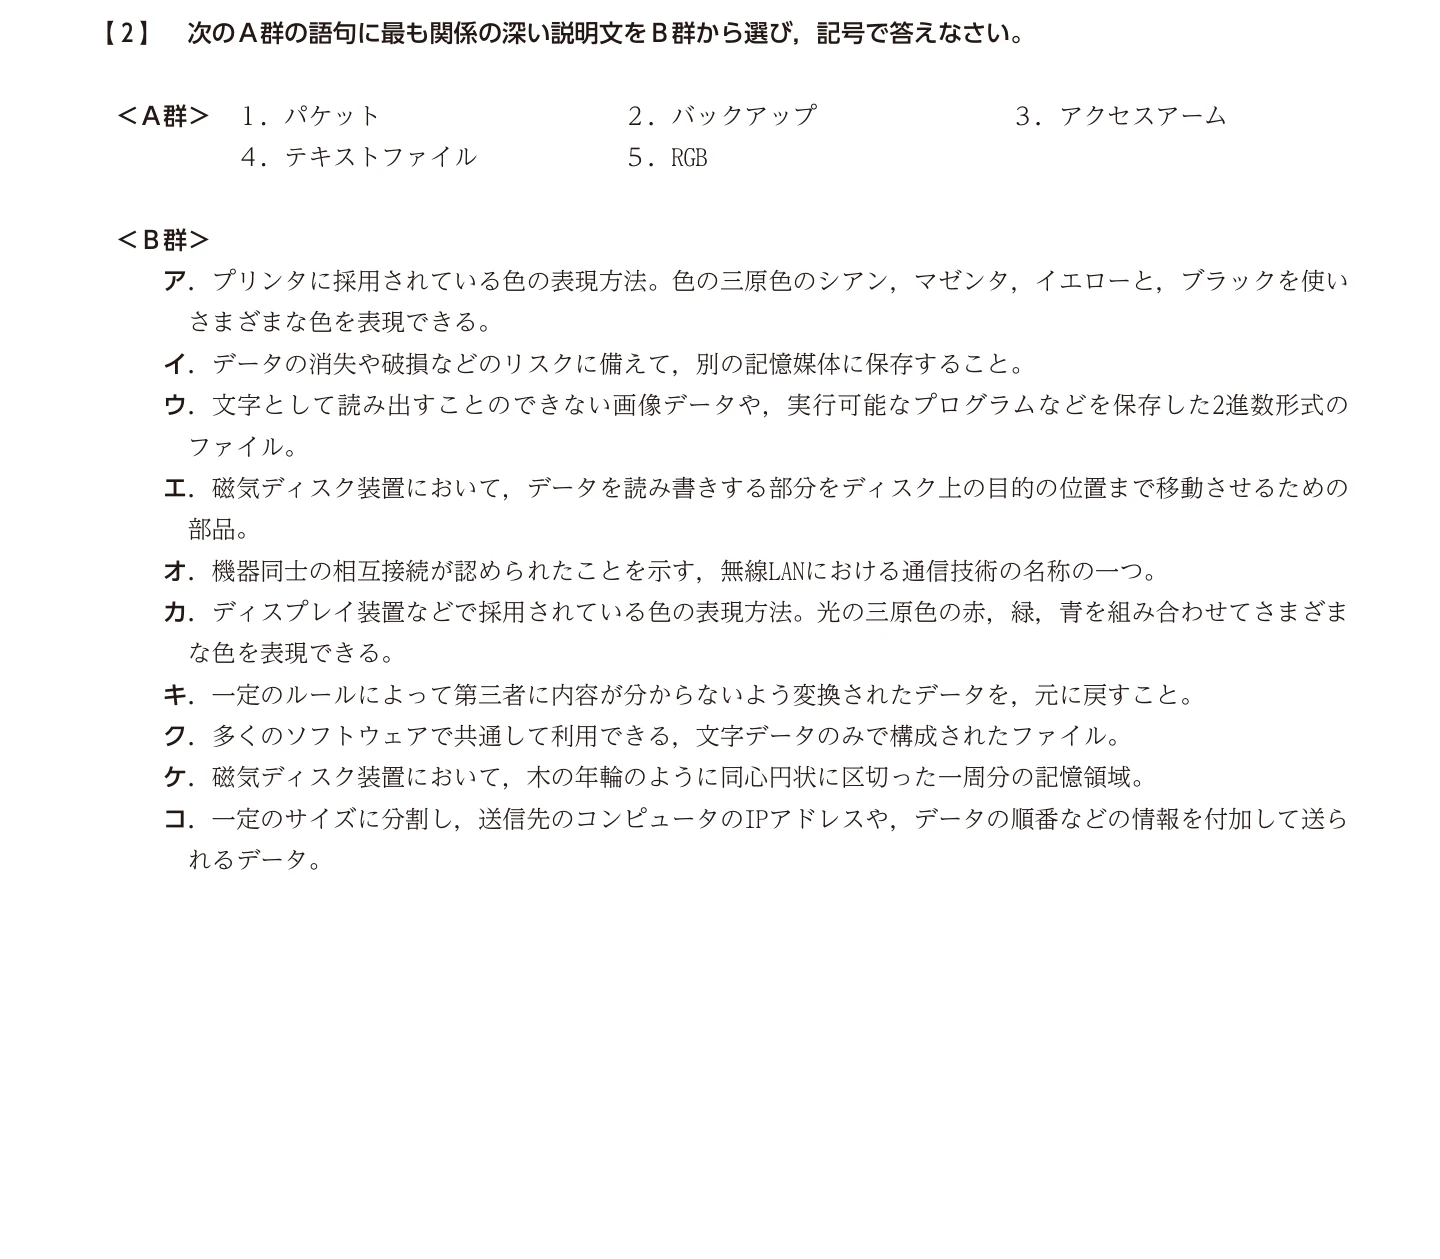 【2】　次のA群の語句に最も関係の深い説明文をB群から選び，記号で答えなさい。
＜A群＞　1．パケット　2．バックアップ　3．アクセスアーム
4．テキストファイル　5．RGB
＜B群＞
ア．プリンタに採用されている色の表現方法。色の三原色のシアン，マゼンタ，イエローと，ブラックを使い
さまざまな色を表現できる。
イ．データの消失や破損などのリスクに備えて，別の記憶媒体に保存すること。
ウ．文字として読み出すことのできない画像データや，実行可能なプログラムなどを保存した2進数形式の
ファイル。
エ．磁気ディスク装置において，データを読み書きする部分をディスク上の目的の位置まで移動させるための
部品。
オ．機器同士の相互接続が認められたことを示す，無線LANにおける通信技術の名称の一つ。
カ．ディスプレイ装置などで採用されている色の表現方法。光の三原色の赤，緑，青を組み合わせてさまざま
な色を表現できる。
キ．一定のルールによって第三者に内容が分からないよう変換されたデータを，元に戻すこと。
ク．多くのソフトウェアで共通して利用できる，文字データのみで構成されたファイル。
ケ．磁気ディスク装置において，木の年輪のように同心円状に区切った一周分の記憶領域。
コ．一定のサイズに分割し，送信先のコンピュータのIPアドレスや，データの順番などの情報を付加して送ら
れるデータ。